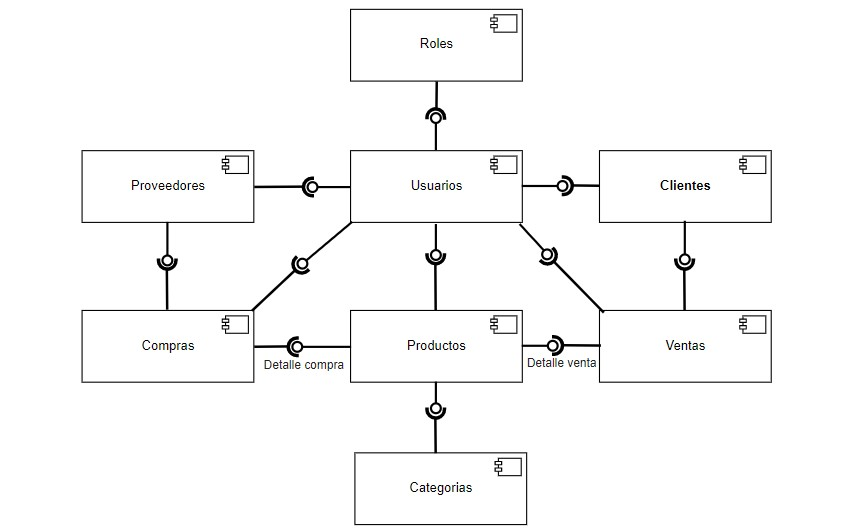 Roles
Proveedores
Usuarios
Clientes
Compras
Productos
Ventas
Detalle compra
Detalle venta
Categorias